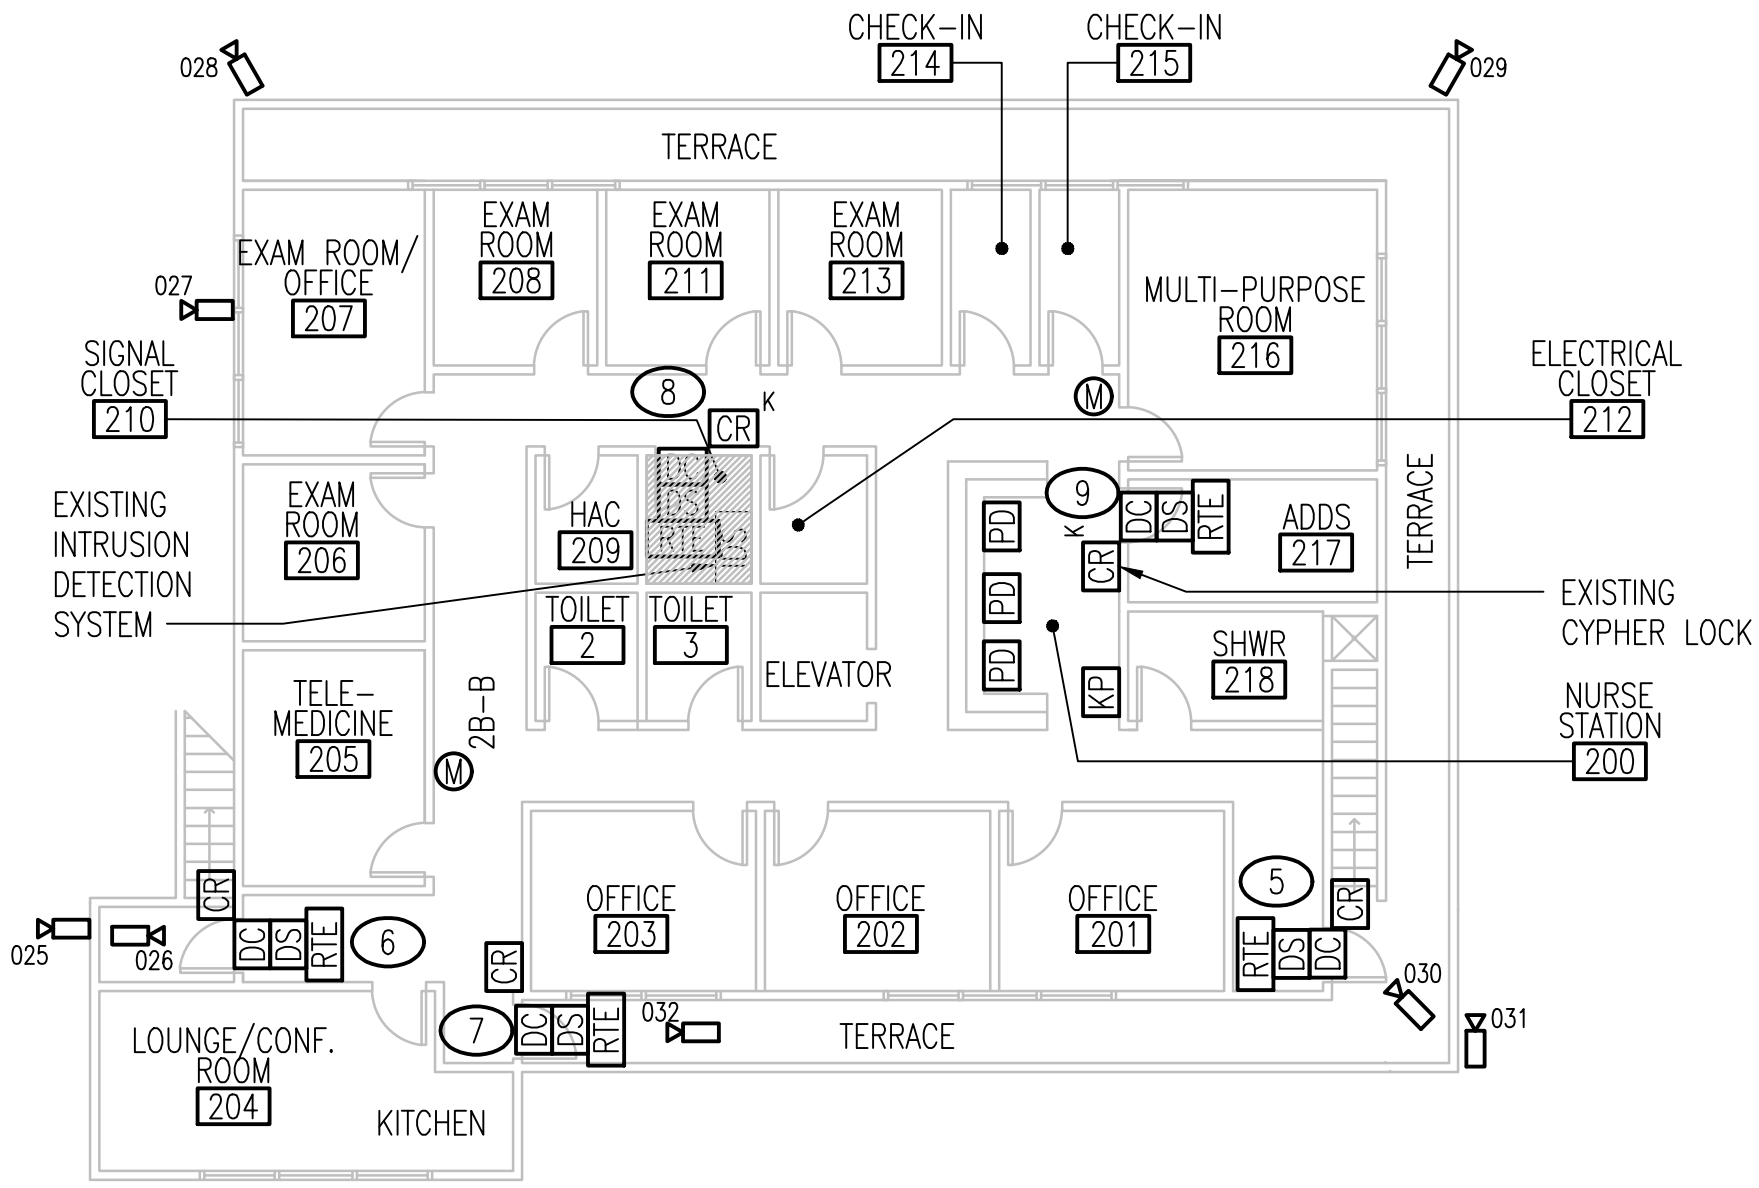 CHECK-IN
214
CHECK-IN
215
028
029
TERRACE
EXAM ROOM/
OFFICE
207
EXAM
ROOM
208
EXAM
ROOM
211
EXAM
ROOM
213
MULTI-PURPOSE
ROOM
216
027
SIGNAL
CLOSET
210
ELECTRICAL
CLOSET
212
8
K
CR
M
EXISTING
INTRUSION
DETECTION
SYSTEM
EXAM
ROOM
206
HAC
209
DC
DS
RTE
9
K
CR
DC
DS
RTE
ADDS
217
TERRACE
PD
PD
PD
KP
EXISTING
CYPHER LOCK
TOILET
2
TOILET
3
ELEVATOR
SHWR
218
NURSE
STATION
200
TELE-
MEDICINE
205
2B-B
M
CR
DC
DS
RTE
6
025
026
OFFICE
203
OFFICE
202
OFFICE
201
5
CR
RTE
DS
DC
CR
7
DC
DS
RTE
032
TERRACE
030
031
LOUNGE/CONF.
ROOM
204
KITCHEN